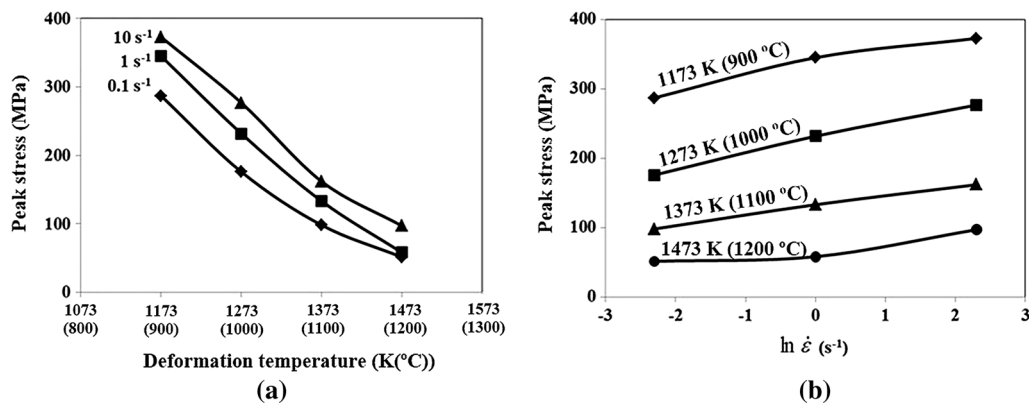 400
300
200
100
0
Peak stress (MPa)
10 s-1
1 s-1
0.1 s-1
1073 1173 1273 1373 1473 1573
(800) (900) (1000) (1100) (1200) (1300)
Deformation temperature (K(ºC))
(a)
400
300
200
100
0
Peak stress (MPa)
1173 K (900 ºC)
1273 K (1000 ºC)
1373 K (1100 ºC)
1473 K (1200 ºC)
-3 -2 -1 0 1 2 3
ln ε̇ (s-1)
(b)